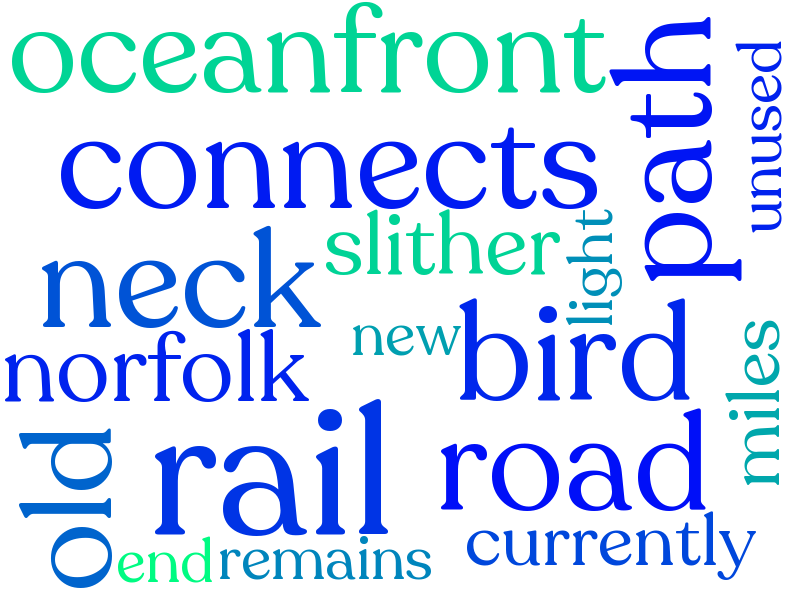 oceanfront
path
unused
connects
slither
light
neck
new
bird
norfolk
miles
old
rail
road
currently
end
remains